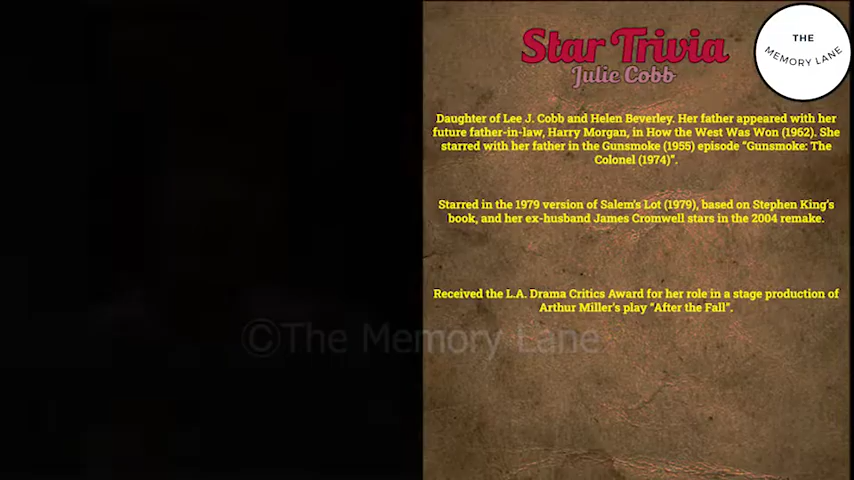 Star Trivia
Julie Cobb
THE
MEMORY LANE
Daughter of Lee J. Cobb and Helen Beverley. Her father appeared with her
future father-in-law, Harry Morgan, in How the West Was Won (1962). She
starred with her father in the Gunsmoke (1955) episode “Gunsmoke: The
Colonel (1974)”.
Starred in the 1979 version of Salem's Lot (1979), based on Stephen King's
book, and her ex-husband James Cromwell stars in the 2004 remake.
Received the L.A. Drama Critics Award for her role in a stage production of
Arthur Miller's play “After the Fall”.
©The Memory Lane